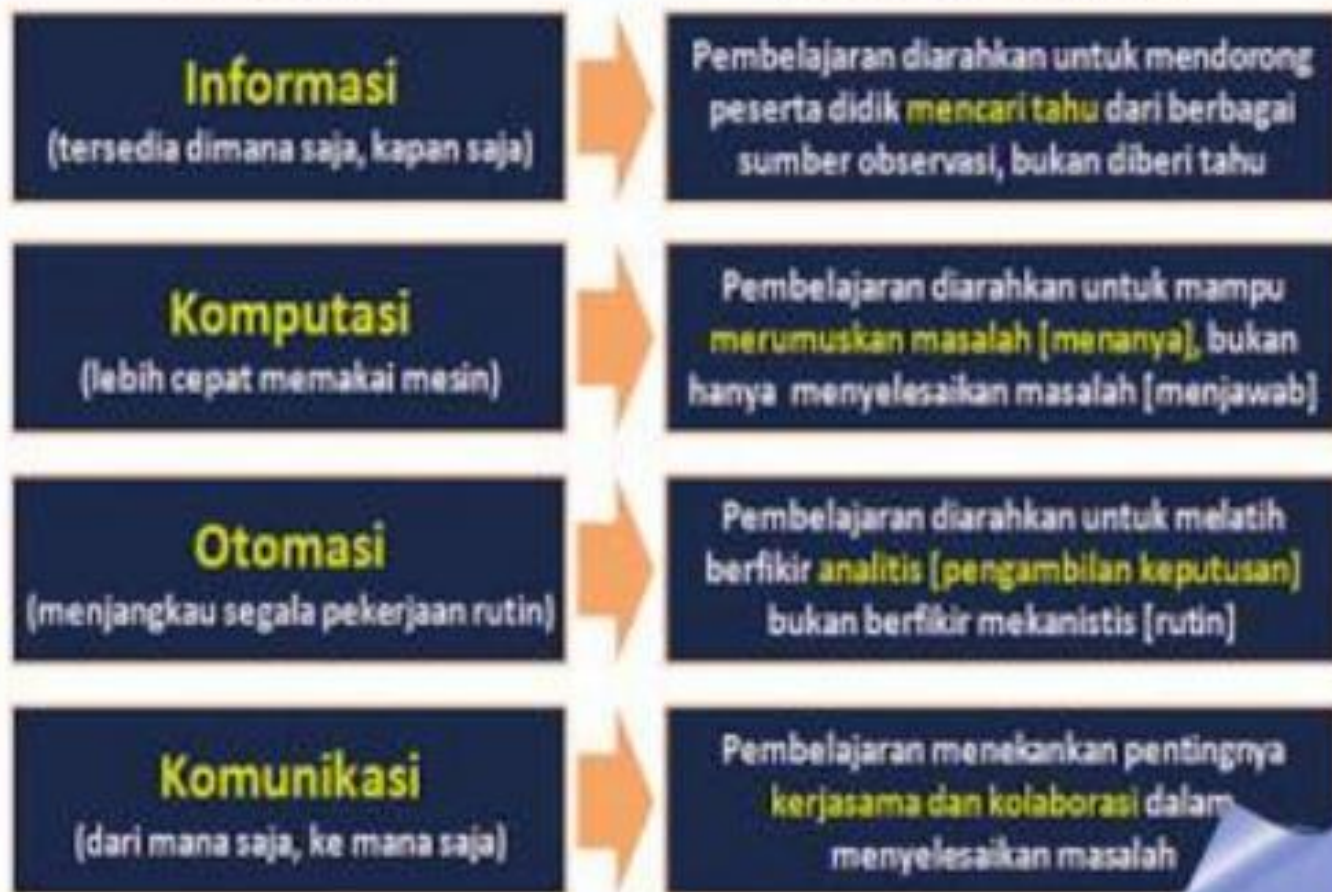 Informasi
(tersedia dimana saja, kapan saja)
Pembelajaran diarahkan untuk mendorong
peserta didik mencari tahu dari berbagai
sumber observasi, bukan diberi tahu
Komputasi
(lebih cepat memakai mesin)
Pembelajaran diarahkan untuk mampu
merumuskan masalah [menanya], bukan
hanya menyelesaikan masalah [menjawab]
Otomasi
(menjangkau segala pekerjaan rutin)
Pembelajaran diarahkan untuk melatih
berfikir analitis [pengambilan keputusan]
bukan berfikir mekanistis [rutin]
Komunikasi
(dari mana saja, ke mana saja)
Pembelajaran menekankan pentingnya
kerjasama dan kolaborasi dalam
menyelesaikan masalah